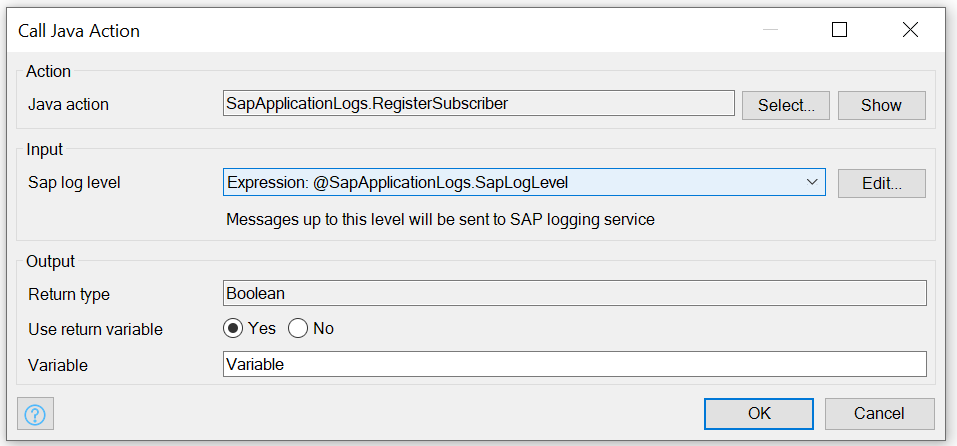 Call Java Action
Action
Java action SapApplicationLogs.RegisterSubscriber Select... Show
Input
Sap log level Expression: @SapApplicationLogs.SapLogLevel Edit...
Messages up to this level will be sent to SAP logging service
Output
Return type Boolean
Use return variable Yes No
Variable Variable
? OK Cancel